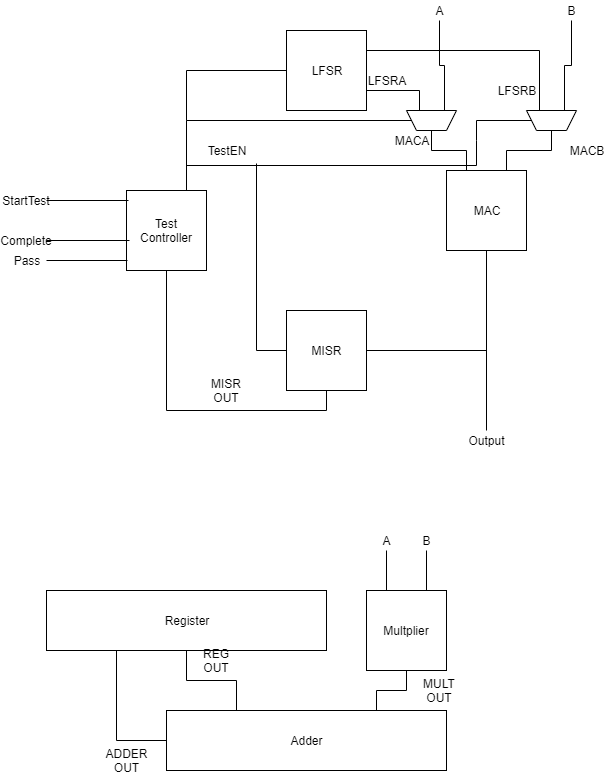 A
B
LFSR
LFSRA
LFSRB
MACA
TestEN
MACB
StartTest
Test
Controller
MAC
Complete
Pass
MISR
MISR
OUT
Output
A
B
Register
Multplier
REG
OUT
MULT
OUT
Adder
ADDER
OUT